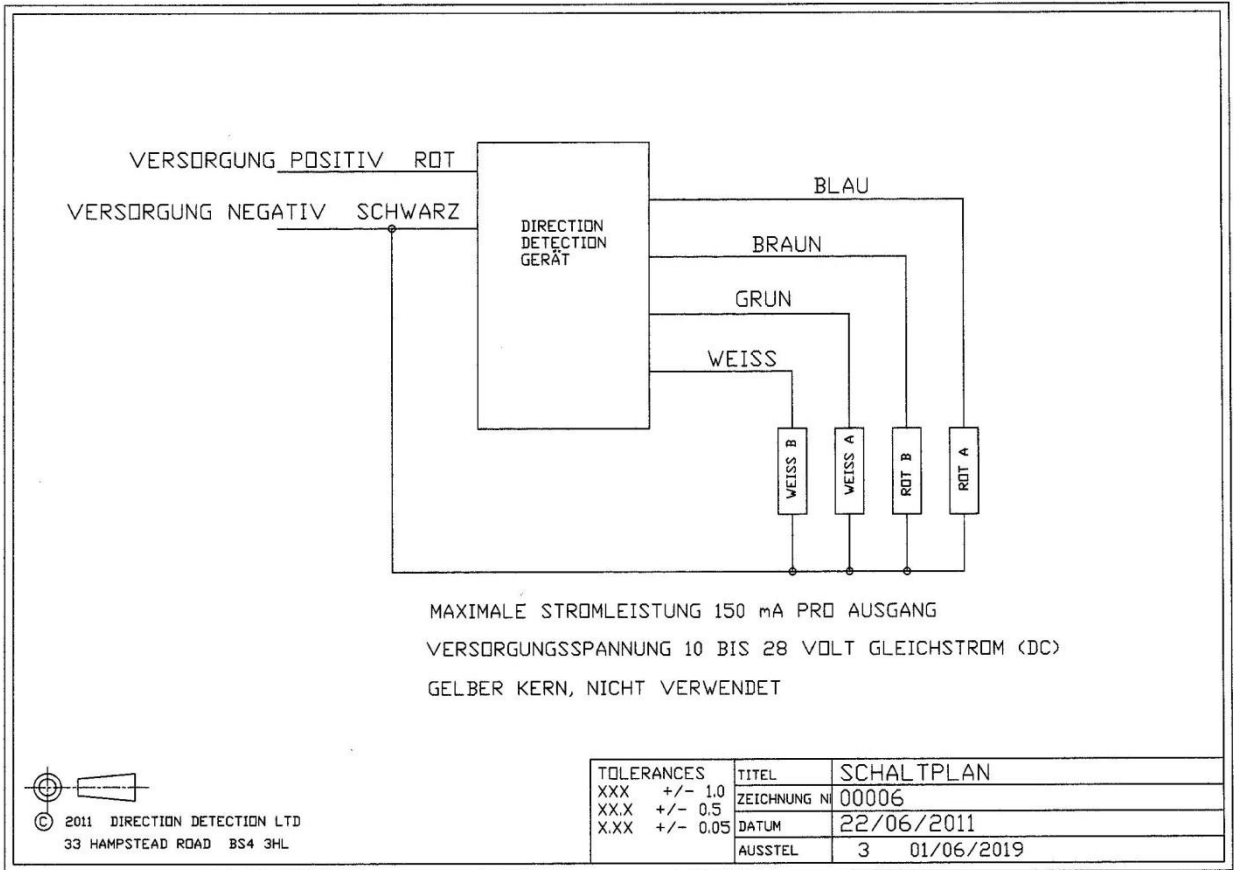 VERSORGUNG POSITIV ROT
VERSORGUNG NEGATIV SCHWARZ
DIRECTION
DETECTION
GERÄT
BLAU
BRAUN
GRUN
WEISS
WEISS B
WEISS A
ROT B
ROT A
MAXIMALE STROMLEISTUNG 150 mA PRO AUSGANG
VERSORGUNGSSPANNUNG 10 BIS 28 VOLT GLEICHSTROM (DC)
GELBER KERN, NICHT VERWENDET
© 2011 DIRECTION DETECTION LTD
33 HAMPSTEAD ROAD BS4 3HL
TOLERANCES
XXX +/- 1.0
XX.X +/- 0.5
X.XX +/- 0.05
TITEL SCHALTPLAN
ZEICHNUNG 00006
DATUM 22/06/2011
AUSSTEL 3 01/06/2019